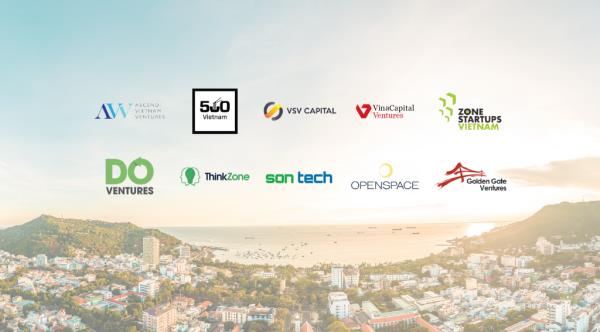 AVV
ASCEND
VIETNAM
VENTURES
500
Vietnam
VSV CAPITAL
VinaCapital
Ventures
ZONE
STARTUPS
VIETNAM
DO
VENTURES
ThinkZone
son tech
OPENSPACE
Golden Gate
Ventures